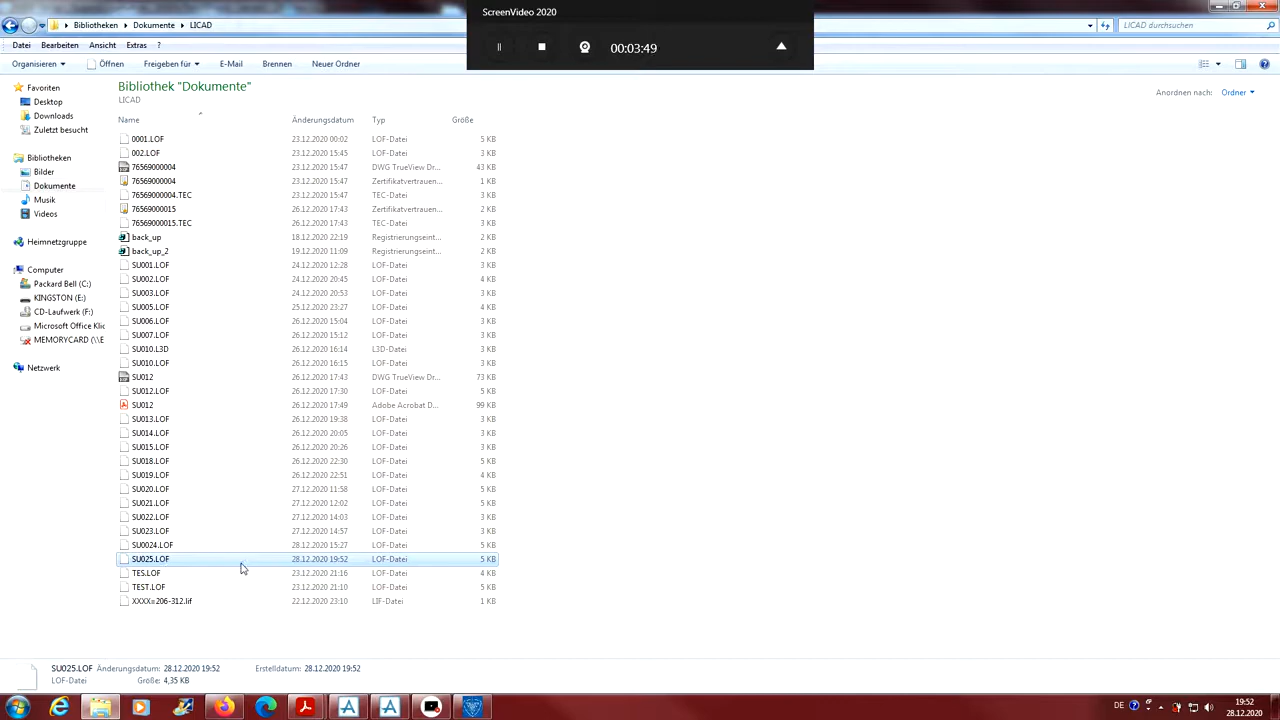 ScreenVideo 2020
00:03:49
Bibliotheken Dokumente LICAD
LICAD durchsuchen
Datei Bearbeiten Ansicht Extras ?
Organisieren Öffnen Freigeben für E-Mail Brennen Neuer Ordner
Bibliothek "Dokumente"
LICAD
Anordnen nach: Ordner
Favoriten
Desktop
Downloads
Zuletzt besucht
Bibliotheken
Bilder
Dokumente
Musik
Videos
Heimnetzgruppe
Computer
Packard Bell (C:)
KINGSTON (E:)
CD-Laufwerk (F:)
Microsoft Office Klic
MEMORYCARD (\\E
Netzwerk
Name Änderungsdatum Typ Größe
0001.LOF 23.12.2020 00:02 LOF-Datei 5 KB
002.LOF 23.12.2020 15:45 LOF-Datei 3 KB
76569000004 23.12.2020 15:47 DWG TrueView Dr... 43 KB
76569000004 23.12.2020 15:47 Zertifikatvertrauen... 1 KB
76569000004.TEC 23.12.2020 15:47 TEC-Datei 3 KB
76569000015 26.12.2020 17:43 Zertifikatvertrauen... 2 KB
76569000015.TEC 26.12.2020 17:43 TEC-Datei 3 KB
back_up 18.12.2020 22:19 Registrierungseint... 2 KB
back_up_2 19.12.2020 11:09 Registrierungseint... 2 KB
SU001.LOF 24.12.2020 12:28 LOF-Datei 3 KB
SU002.LOF 24.12.2020 20:45 LOF-Datei 4 KB
SU003.LOF 24.12.2020 20:53 LOF-Datei 3 KB
SU005.LOF 25.12.2020 23:27 LOF-Datei 4 KB
SU006.LOF 26.12.2020 15:04 LOF-Datei 3 KB
SU007.LOF 26.12.2020 15:12 LOF-Datei 3 KB
SU010.L3D 26.12.2020 16:14 L3D-Datei 3 KB
SU010.LOF 26.12.2020 16:15 LOF-Datei 3 KB
SU012 26.12.2020 17:43 DWG TrueView Dr... 73 KB
SU012.LOF 26.12.2020 17:30 LOF-Datei 5 KB
SU012 26.12.2020 17:49 Adobe Acrobat D... 99 KB
SU013.LOF 26.12.2020 19:38 LOF-Datei 3 KB
SU014.LOF 26.12.2020 20:05 LOF-Datei 3 KB
SU015.LOF 26.12.2020 20:26 LOF-Datei 3 KB
SU018.LOF 26.12.2020 22:30 LOF-Datei 5 KB
SU019.LOF 26.12.2020 22:51 LOF-Datei 4 KB
SU020.LOF 27.12.2020 11:58 LOF-Datei 5 KB
SU021.LOF 27.12.2020 12:02 LOF-Datei 5 KB
SU022.LOF 27.12.2020 14:03 LOF-Datei 3 KB
SU023.LOF 27.12.2020 14:57 LOF-Datei 3 KB
SU0024.LOF 28.12.2020 15:27 LOF-Datei 5 KB
SU025.LOF 28.12.2020 19:52 LOF-Datei 5 KB
TES.LOF 23.12.2020 21:16 LOF-Datei 4 KB
TEST.LOF 23.12.2020 21:10 LOF-Datei 5 KB
XXXX=206-312.lif 22.12.2020 23:10 LIF-Datei 1 KB
SU025.LOF Änderungsdatum: 28.12.2020 19:52 Erstelldatum: 28.12.2020 19:52
LOF-Datei Größe: 4,35 KB
DE 19:52
28.12.2020